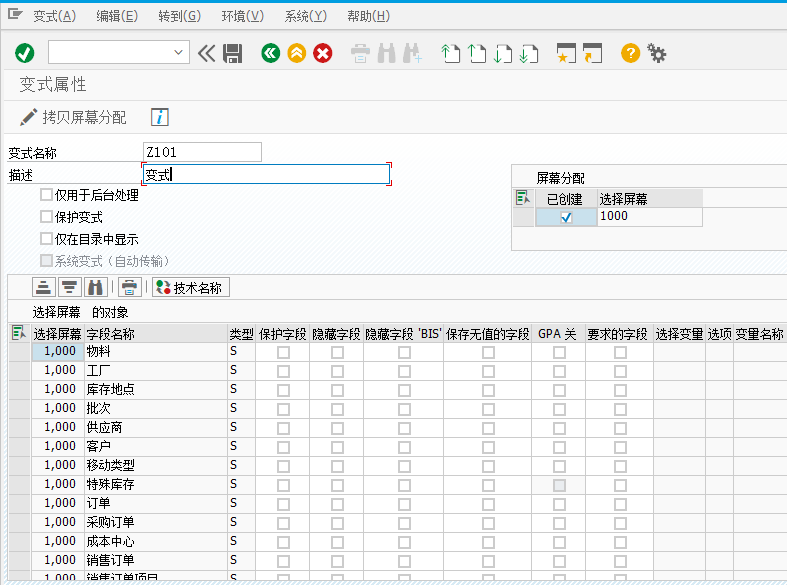 变式(A) 编辑(E) 转到(G) 环境(V) 系统(Y) 帮助(H)
变式属性
拷贝屏幕分配
变式名称 Z101
描述 变式
仅用于后台处理
保护变式
仅在目录中显示
系统变式（自动传输）
屏幕分配
已创建 选择屏幕
1000
技术名称
选择屏幕 的对象
选择屏幕 字段名称 类型 保护字段 隐藏字段 隐藏字段 'BIS' 保存无值的字段 GPA 关 要求的字段 选择变量 选项 变量名称
1,000 物料 S
1,000 工厂 S
1,000 库存地点 S
1,000 批次 S
1,000 供应商 S
1,000 客户 S
1,000 移动类型 S
1,000 特殊库存 S
1,000 订单 S
1,000 采购订单 S
1,000 成本中心 S
1,000 销售订单 S
1,000 销售订单项目 S